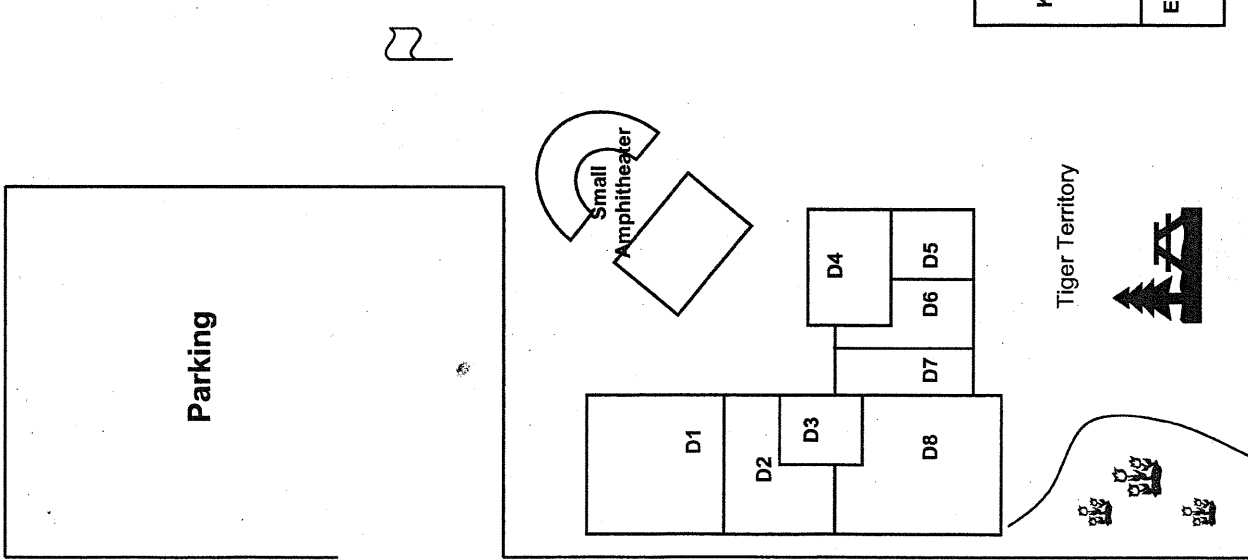 Parking
Small
Amphitheater
D1
D2
D3
D4
D5
D6
D7
D8
Tiger Territory
E